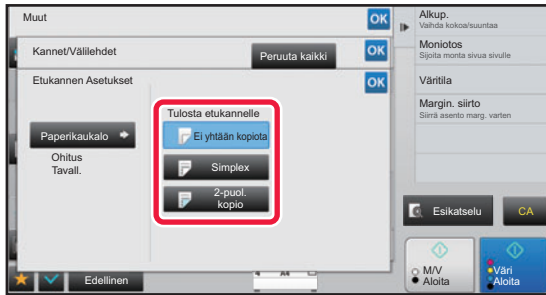 Muut
OK
Kannet/Välilehdet
Peruuta kaikki
OK
Etukannen Asetukset
OK
Paperikaukalo
Ohitus
Tavall.
Tulosta etukannelle
Ei yhtään kopiota
Simplex
2-puol.
kopio
Edellinen
A4
Alkup.
Vaihda kokoa/suuntaa
Moniotos
Sijoita monta sivua sivulle
Väritila
Margin. siirto
Siirrä asento marg. varten
Esikatselu
CA
M/V
Aloita
Väri
Aloita